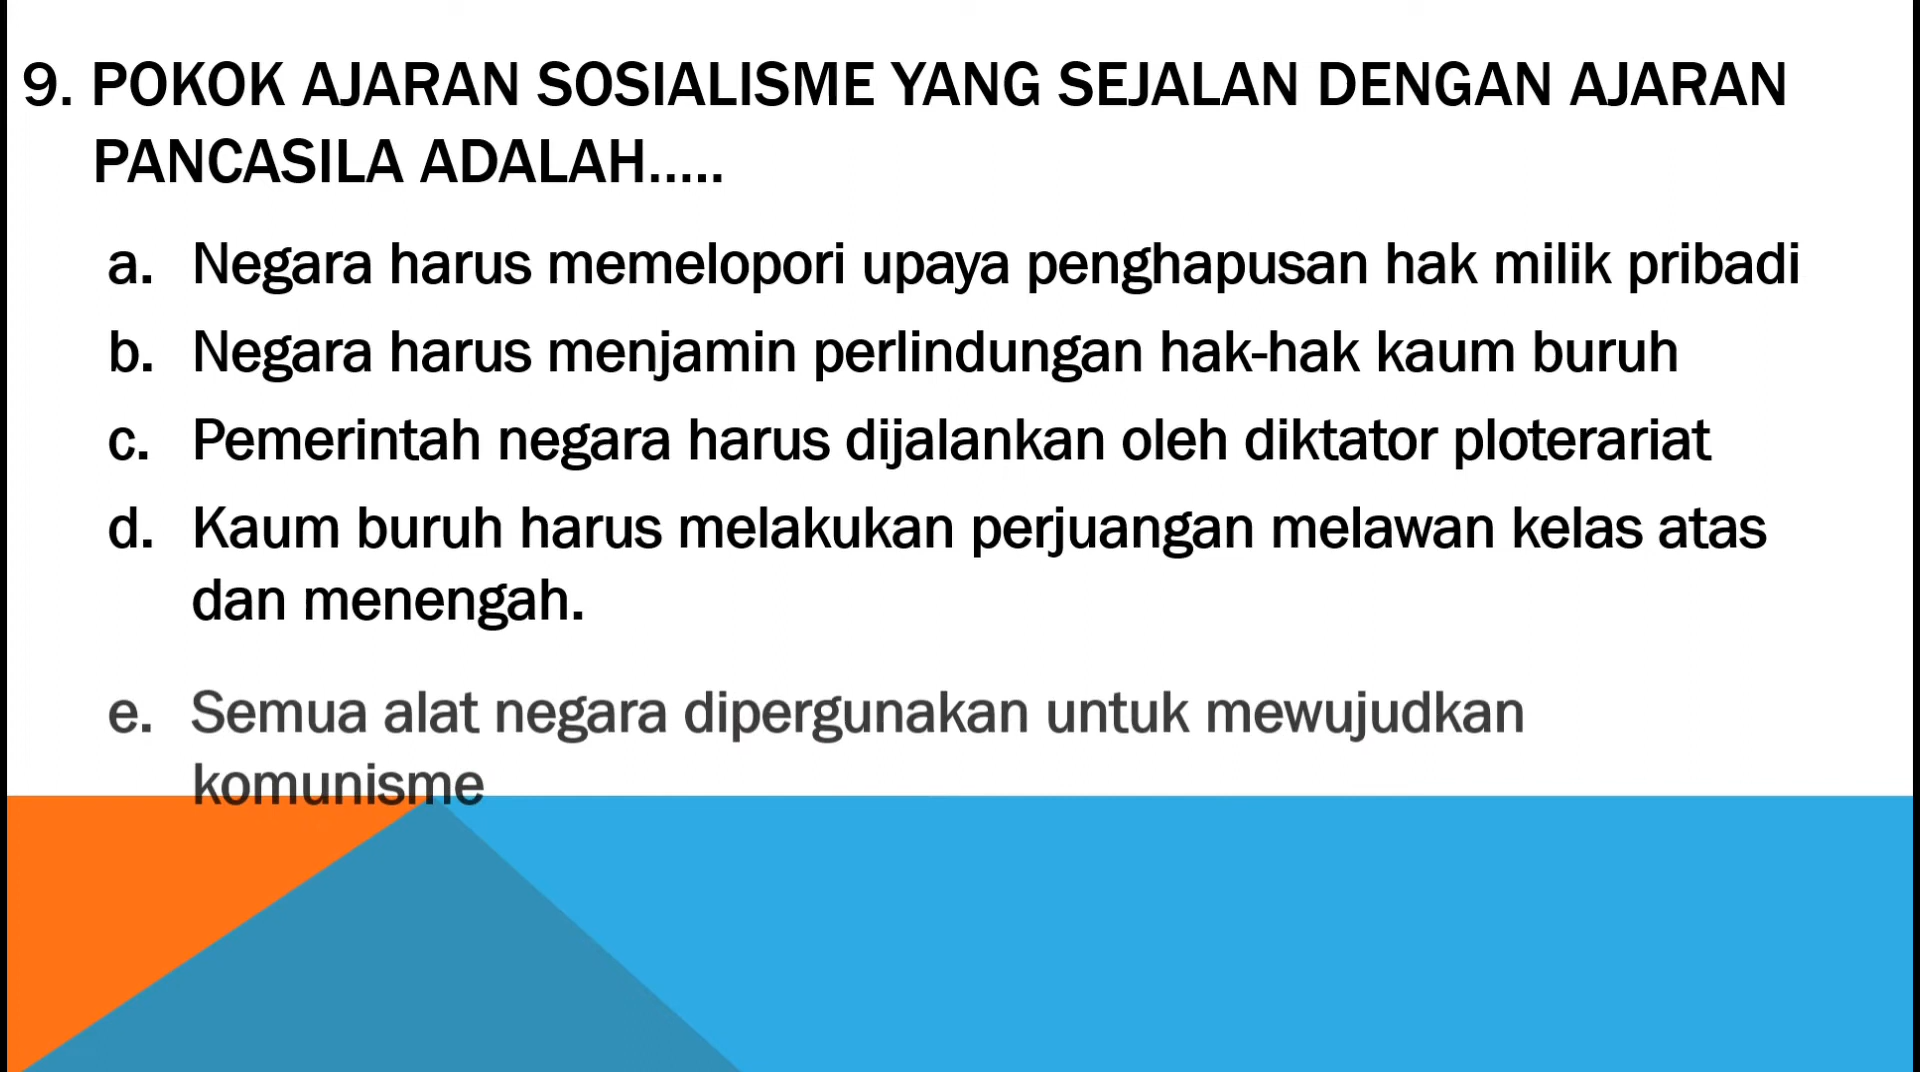 9. POKOK AJARAN SOSIALISME YANG SEJALAN DENGAN AJARAN
PANCASILA ADALAH.....
a. Negara harus memelopori upaya penghapusan hak milik pribadi
b. Negara harus menjamin perlindungan hak-hak kaum buruh
c. Pemerintah negara harus dijalankan oleh diktator ploterariat
d. Kaum buruh harus melakukan perjuangan melawan kelas atas
dan menengah.
e. Semua alat negara dipergunakan untuk mewujudkan
komunisme